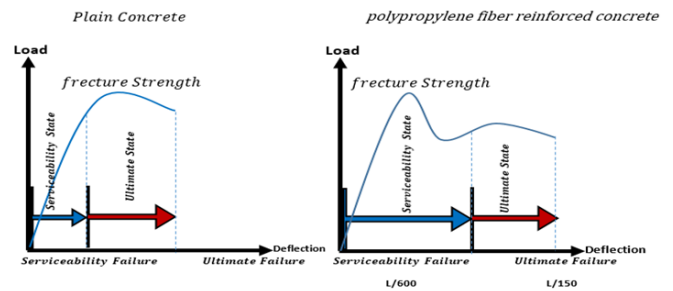 Plain Concrete
Load
frecture Strength
Serviceability State
Ultimate State
Deflection
Serviceability Failure
Ultimate Failure
polypropylene fiber reinforced concrete
Load
frecture Strength
Serviceability State
Ultimate State
Deflection
Serviceability Failure
Ultimate Failure
L/600
L/150